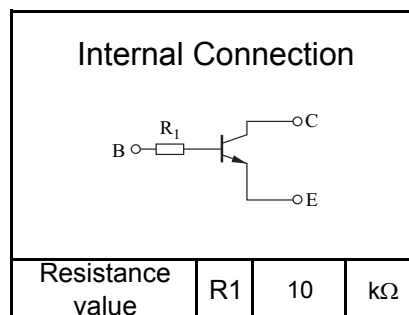 Internal Connection
R1
C
B
E
Resistance value R1 10 kΩ